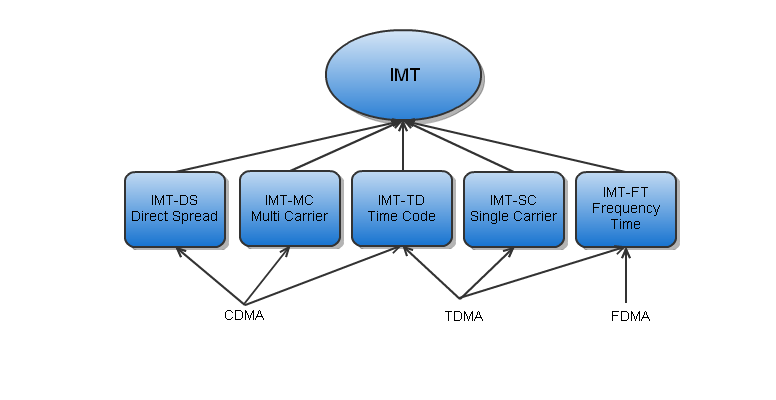 IMT
IMT-DS
Direct Spread
IMT-MC
Multi Carrier
IMT-TD
Time Code
IMT-SC
Single Carrier
IMT-FT
Frequency
Time
CDMA
TDMA
FDMA